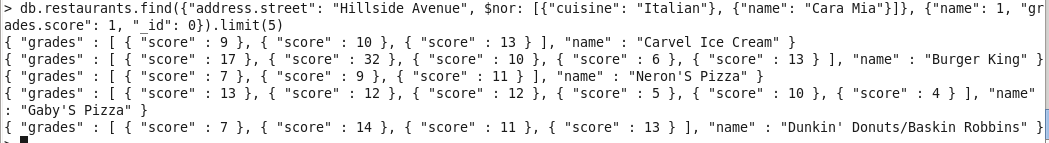 > db.restaurants.find({"address.street": "Hillside Avenue", $nor: [{"cuisine": "Italian"}, {"name": "Cara Mia"}]}, {"name": 1, "gr
ades.score": 1, "_id": 0}).limit(5)
{ "grades" : [ { "score" : 9 }, { "score" : 10 }, { "score" : 13 } ], "name" : "Carvel Ice Cream" }
{ "grades" : [ { "score" : 17 }, { "score" : 32 }, { "score" : 10 }, { "score" : 6 }, { "score" : 13 } ], "name" : "Burger King" }
{ "grades" : [ { "score" : 7 }, { "score" : 9 }, { "score" : 11 } ], "name" : "Neron'S Pizza" }
{ "grades" : [ { "score" : 13 }, { "score" : 12 }, { "score" : 12 }, { "score" : 5 }, { "score" : 10 }, { "score" : 4 } ], "name"
: "Gaby'S Pizza" }
{ "grades" : [ { "score" : 7 }, { "score" : 14 }, { "score" : 11 }, { "score" : 13 } ], "name" : "Dunkin' Donuts/Baskin Robbins" }
>